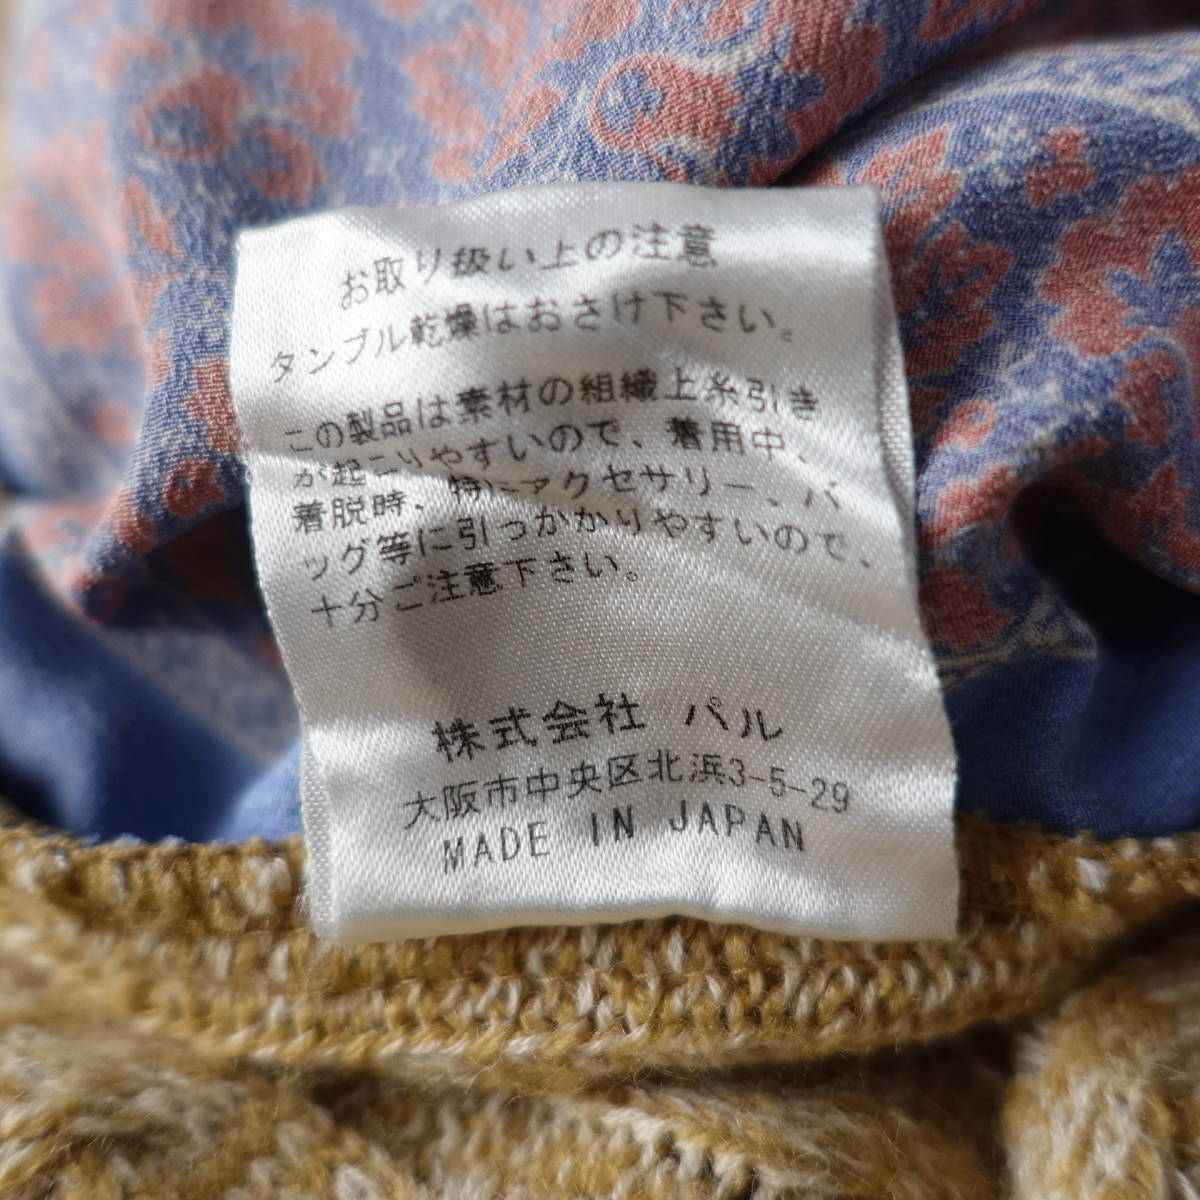 お取り扱い上の注意
タンブル乾燥はおさけ下さい。
この製品は素材の組織上糸引き
が起こりやすいので、着用中、
着脱時、特にアクセサリー、バ
ッグ等に引っかかりやすいので、
十分ご注意下さい。
株式会社 パル
大阪市中央区北浜3-5-29
MADE IN JAPAN